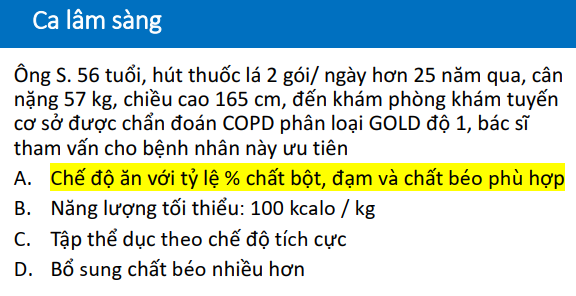 Ca lâm sàng
Ông S. 56 tuổi, hút thuốc lá 2 gói/ ngày hơn 25 năm qua, cân
nặng 57 kg, chiều cao 165 cm, đến khám phòng khám tuyến
cơ sở được chẩn đoán COPD phân loại GOLD độ 1, bác sĩ
tham vấn cho bệnh nhân này ưu tiên
A. Chế độ ăn với tỷ lệ % chất bột, đạm và chất béo phù hợp
B. Năng lượng tối thiểu: 100 kcalo / kg
C. Tập thể dục theo chế độ tích cực
D. Bổ sung chất béo nhiều hơn